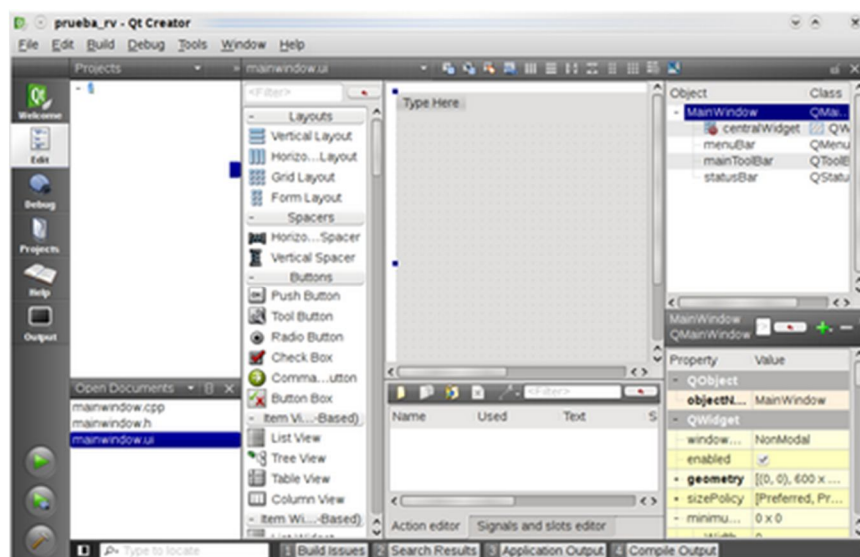 prueba_rv - Qt Creator
File Edit Build Debug Tools Window Help
Projects
mainwindow.ui
Welcome
Edit
Debug
Projects
Help
Output
<Filter>
Layouts
Vertical Layout
Horizo...Layout
Grid Layout
Form Layout
Spacers
Horizo...Spacer
Vertical Spacer
Buttons
Push Button
Tool Button
Radio Button
Check Box
Comma...utton
Button Box
Item Vi...-Based)
List View
Tree View
Table View
Column View
Item Wi...-Based)
Type Here
Object Class
MainWindow QMai...
centralWidget QW
menuBar QMenu
mainToolBar QToolB
statusBar QStatu
MainWindow
QMainWindow
Property Value
QObject
objectN... MainWindow
QWidget
window... NonModal
enabled
geometry [(0, 0), 600 x ...
sizePolicy [Preferred, Pr...
minimu... 0 x 0
Width 0
Open Documents
mainwindow.cpp
mainwindow.h
mainwindow.ui
<Filter>
Name Used Text S
Action editor Signals and slots editor
Type to locate
1 Build Issues 2 Search Results 3 Application Output 4 Compile Output